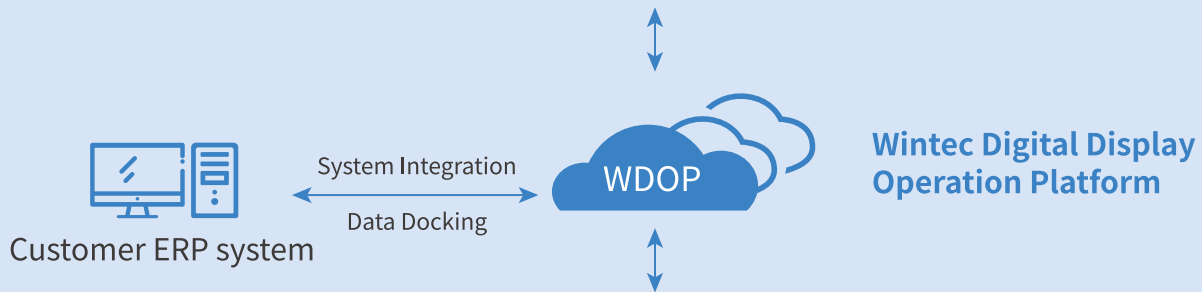 System Integration
Data Docking
Customer ERP system
WDOP
Wintec Digital Display
Operation Platform